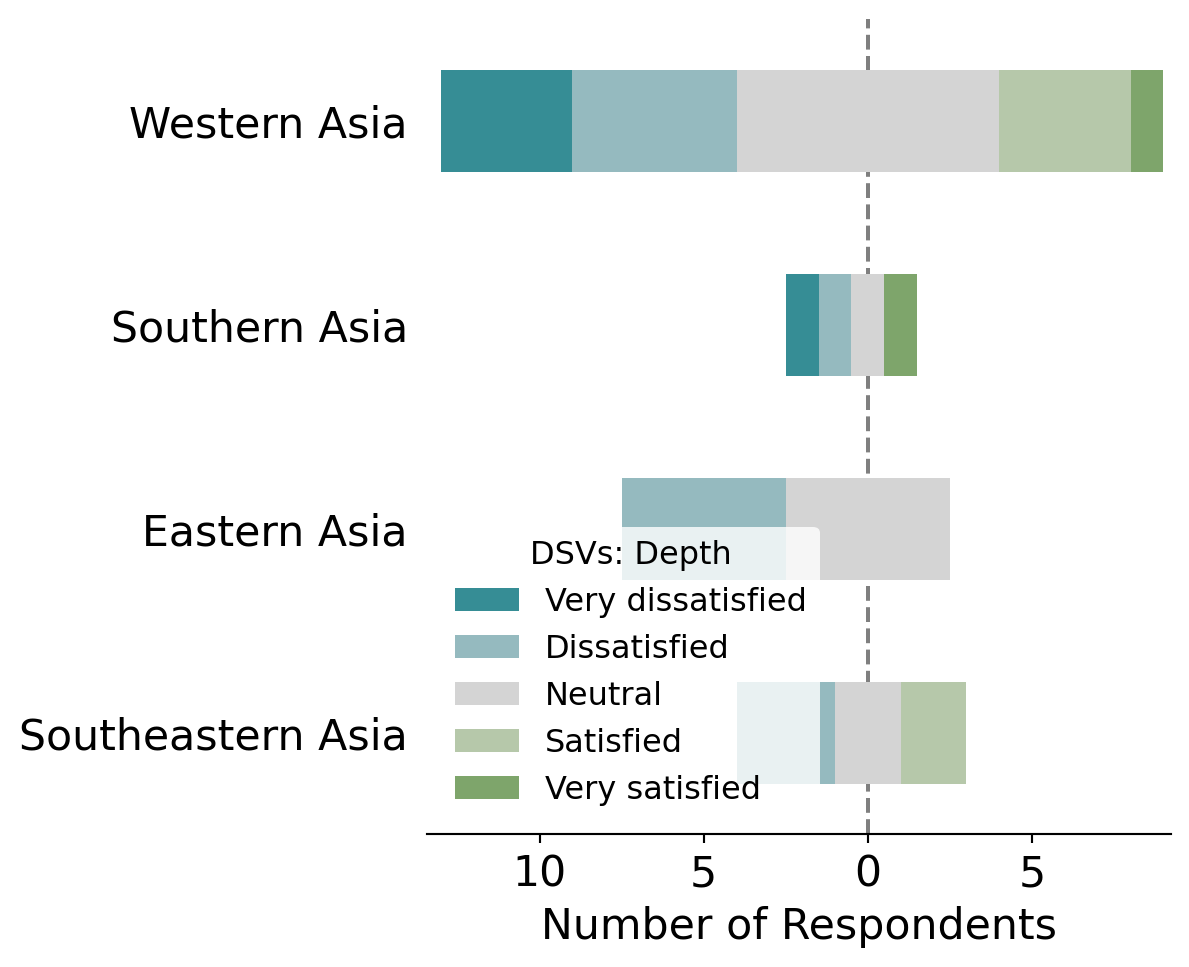 Western Asia
Southern Asia
Eastern Asia
DSVs: Depth
Very dissatisfied
Dissatisfied
Neutral
Satisfied
Very satisfied
Southeastern Asia
10 5 0 5
Number of Respondents